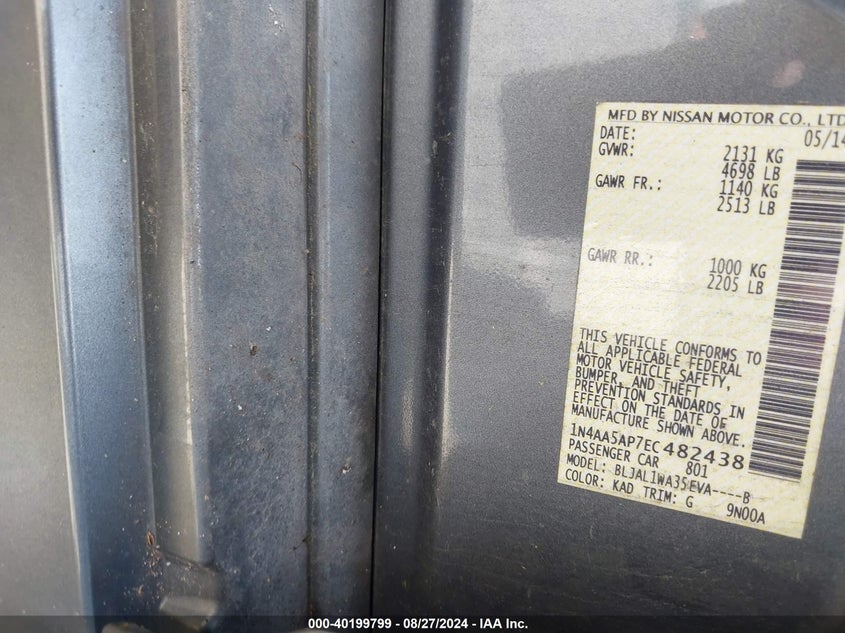 MFD BY NISSAN MOTOR CO., LTD
DATE: 05/14
GVWR: 2131 KG
4698 LB
GAWR FR.: 1140 KG
2513 LB
GAWR RR.: 1000 KG
2205 LB
THIS VEHICLE CONFORMS TO
ALL APPLICABLE FEDERAL
MOTOR VEHICLE SAFETY,
BUMPER, AND THEFT
PREVENTION STANDARDS IN
EFFECT ON THE DATE OF
MANUFACTURE SHOWN ABOVE.
1N4AA5AP7EC482438
PASSENGER CAR 801
MODEL: BLJAL1WA35EVA----B
COLOR: KAD TRIM: G 9N00A
000-40199799 - 08/27/2024 - IAA Inc.